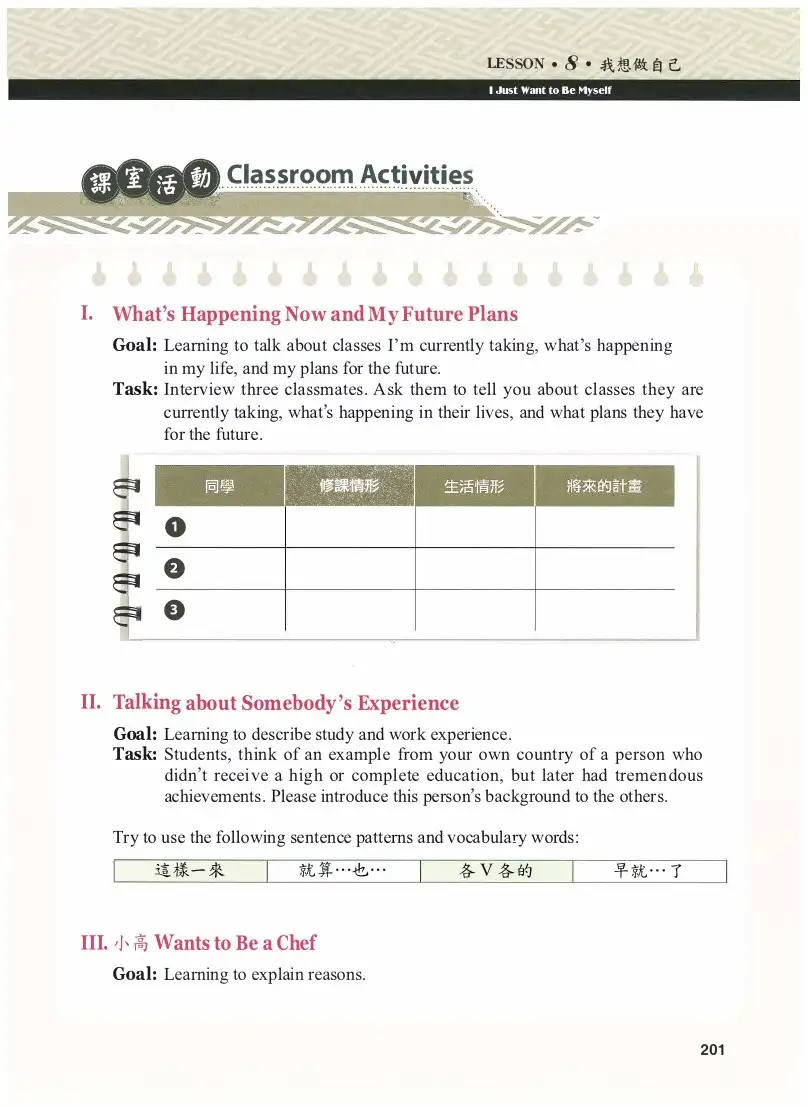 LESSON • 8 • 我想做自己
I Just Want to Be Myself
課室活動 Classroom Activities
I. What's Happening Now and My Future Plans
Goal: Learning to talk about classes I'm currently taking, what's happening
in my life, and my plans for the future.
Task: Interview three classmates. Ask them to tell you about classes they are
currently taking, what's happening in their lives, and what plans they have
for the future.
同學 修課情形 生活情形 將來的計畫
1
2
3
II. Talking about Somebody's Experience
Goal: Learning to describe study and work experience.
Task: Students, think of an example from your own country of a person who
didn't receive a high or complete education, but later had tremendous
achievements. Please introduce this person's background to the others.
Try to use the following sentence patterns and vocabulary words:
這樣一來 就算…也… 各 V 各的 早就…了
III. 小高 Wants to Be a Chef
Goal: Learning to explain reasons.
201